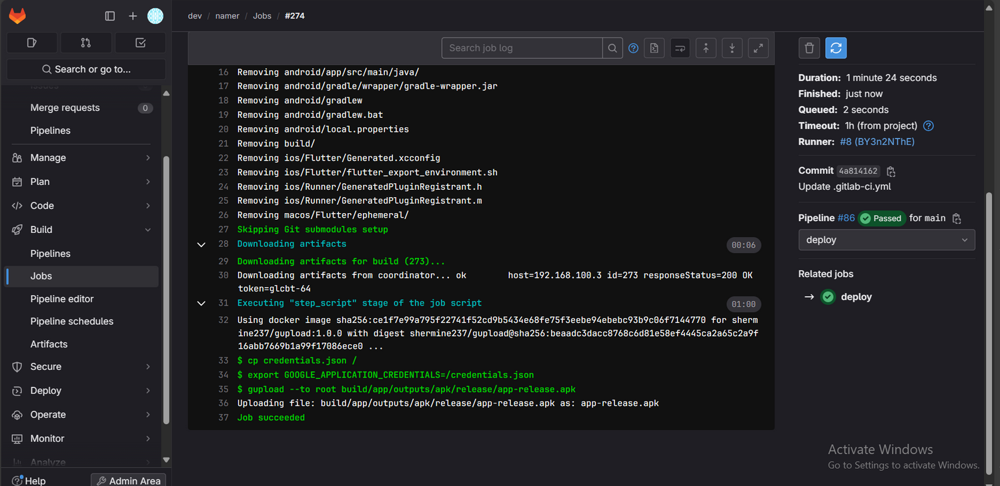 dev / namer / Jobs / #274
Search or go to...
Issues
Merge requests 0
Pipelines
Manage
Plan
Code
Build
Pipelines
Jobs
Pipeline editor
Pipeline schedules
Artifacts
Secure
Deploy
Operate
Monitor
Analyze
Help
Admin Area
Search job log
16 Removing android/app/src/main/java/
17 Removing android/gradle/wrapper/gradle-wrapper.jar
18 Removing android/gradlew
19 Removing android/gradlew.bat
20 Removing android/local.properties
21 Removing build/
22 Removing ios/Flutter/Generated.xcconfig
23 Removing ios/Flutter/flutter_export_environment.sh
24 Removing ios/Runner/GeneratedPluginRegistrant.h
25 Removing ios/Runner/GeneratedPluginRegistrant.m
26 Removing macos/Flutter/ephemeral/
27 Skipping Git submodules setup
28 Downloading artifacts 00:06
29 Downloading artifacts for build (273)...
30 Downloading artifacts from coordinator... ok host=192.168.100.3 id=273 responseStatus=200 OK
token=glcbt-64
31 Executing "step_script" stage of the job script 01:00
32 Using docker image sha256:ce1f7e99a795f22741f52cd9b5434e68fe75f3eebe94ebebc93b9c06f7144770 for sherm
ine237/gupload:1.0.0 with digest shermine237/gupload@sha256:beaadc3dacc8768c6d81e58ef4445ca2a65c2a9f
16abb7669b1a99f17086ece0 ...
33 $ cp credentials.json /
34 $ export GOOGLE_APPLICATION_CREDENTIALS=/credentials.json
35 $ gupload --to root build/app/outputs/apk/release/app-release.apk
36 Uploading file: build/app/outputs/apk/release/app-release.apk as: app-release.apk
37 Job succeeded
Duration: 1 minute 24 seconds
Finished: just now
Queued: 2 seconds
Timeout: 1h (from project)
Runner: #8 (BY3n2NThE)
Commit 4a814162
Update .gitlab-ci.yml
Pipeline #86 Passed for main
deploy
Related jobs
→ deploy
Activate Windows
Go to Settings to activate Windows.